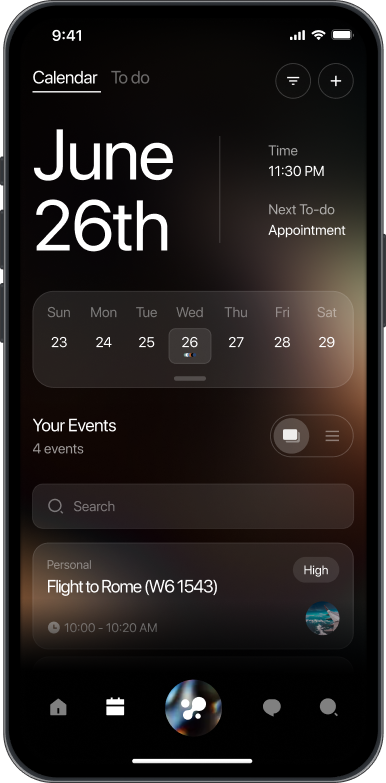 9:41
Calendar To do
June
26th
Time
11:30 PM
Next To-do
Appointment
Sun Mon Tue Wed Thu Fri Sat
23 24 25 26 27 28 29
Your Events
4 events
Search
Personal
Flight to Rome (W6 1543)
High
10:00 - 10:20 AM